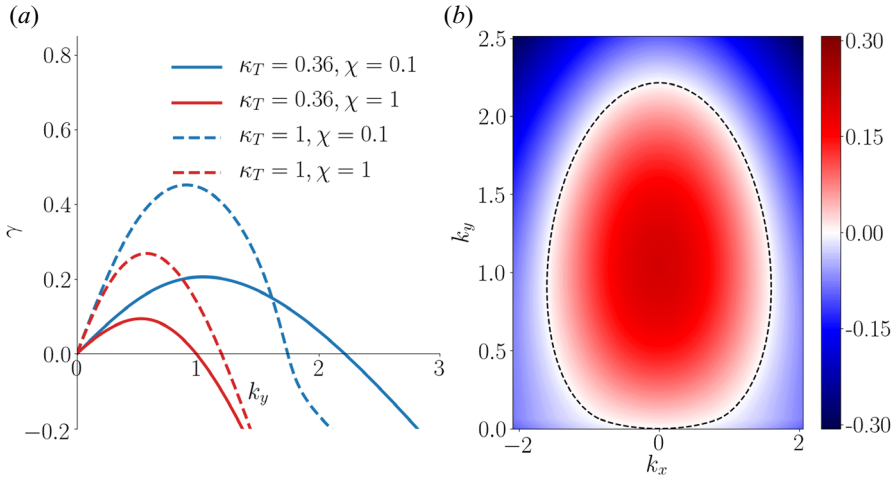 (a)
0.8
0.6
0.4
0.2
0.0
−0.2
γ
κ_T = 0.36, χ = 0.1
κ_T = 0.36, χ = 1
κ_T = 1, χ = 0.1
κ_T = 1, χ = 1
0 1 2 3
k_y
(b)
2.5
2.0
1.5
1.0
0.5
0.0
k_y
−2 0 2
k_x
0.30
0.15
0.00
-0.15
-0.30